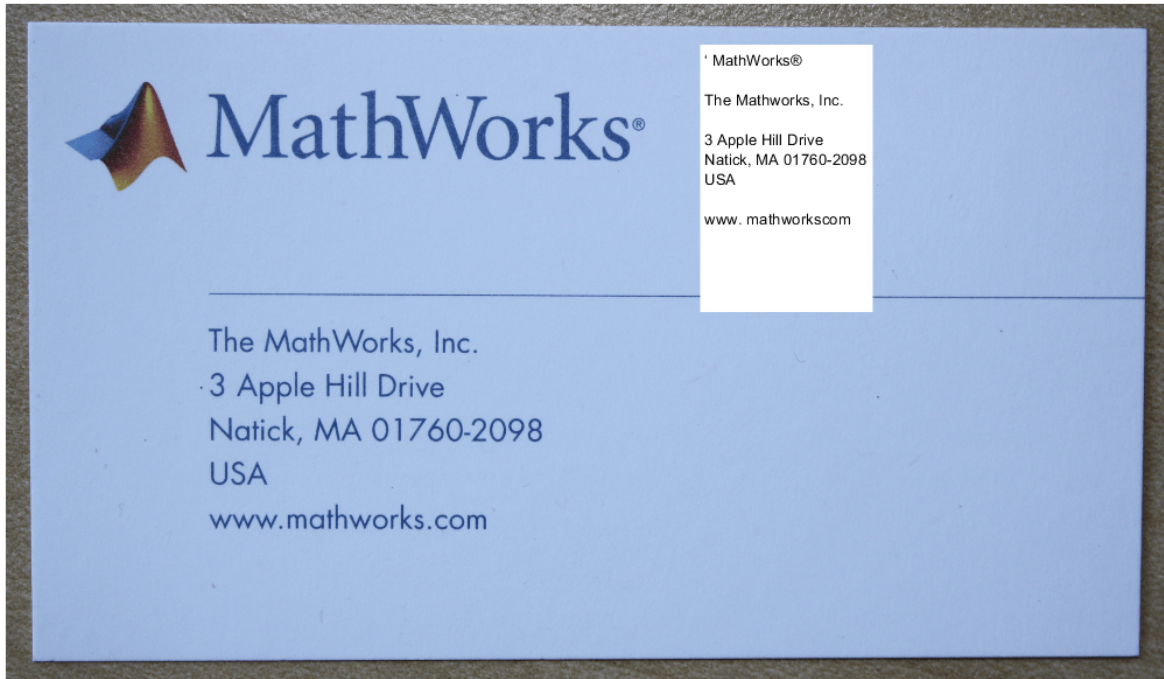 MathWorks®
The MathWorks, Inc.
3 Apple Hill Drive
Natick, MA 01760-2098
USA
www.mathworks.com
‘ MathWorks®
The Mathworks, Inc.
3 Apple Hill Drive
Natick, MA 01760-2098
USA
www. mathworkscom